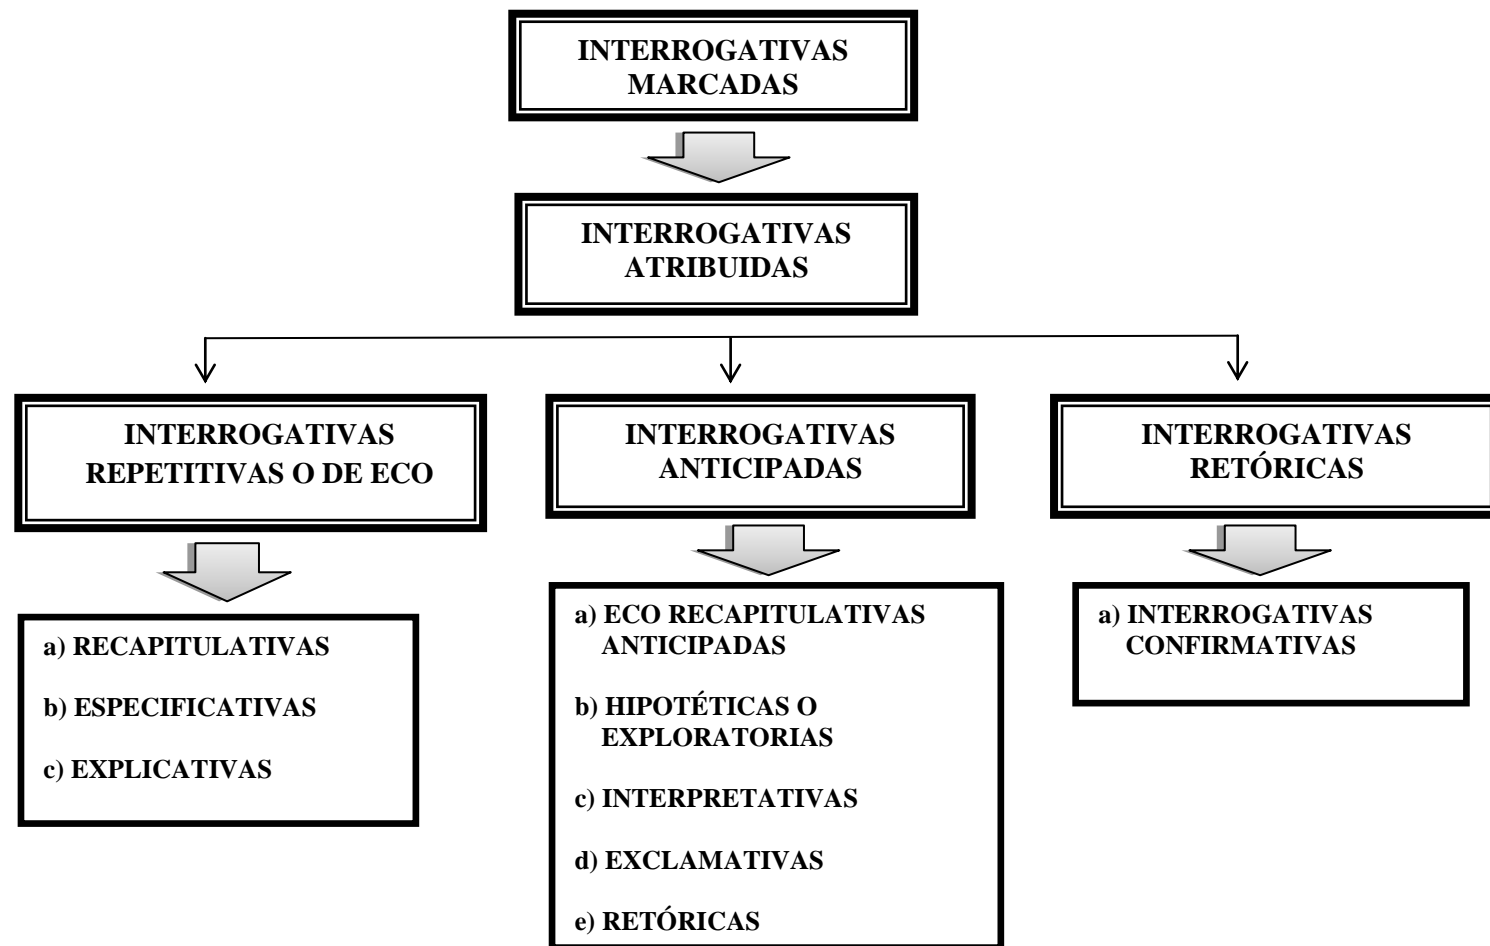 INTERROGATIVAS
MARCADAS
INTERROGATIVAS
ATRIBUIDAS
INTERROGATIVAS
REPETITIVAS O DE ECO
INTERROGATIVAS
ANTICIPADAS
INTERROGATIVAS
RETÓRICAS
a) RECAPITULATIVAS
b) ESPECIFICATIVAS
c) EXPLICATIVAS
a) ECO RECAPITULATIVAS
ANTICIPADAS
b) HIPOTÉTICAS O
EXPLORATORIAS
c) INTERPRETATIVAS
d) EXCLAMATIVAS
e) RETÓRICAS
a) INTERROGATIVAS
CONFIRMATIVAS